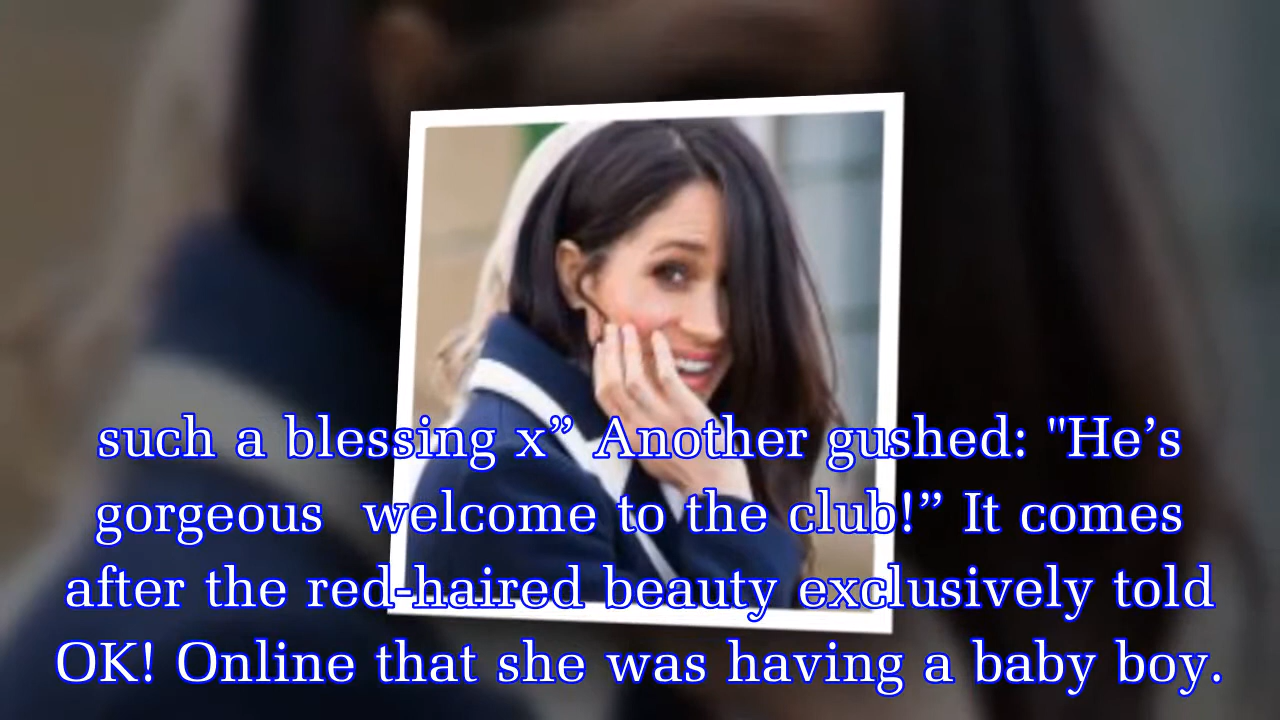 such a blessing x” Another gushed: "He’s
gorgeous  welcome to the club!” It comes
after the red-haired beauty exclusively told
OK! Online that she was having a baby boy.